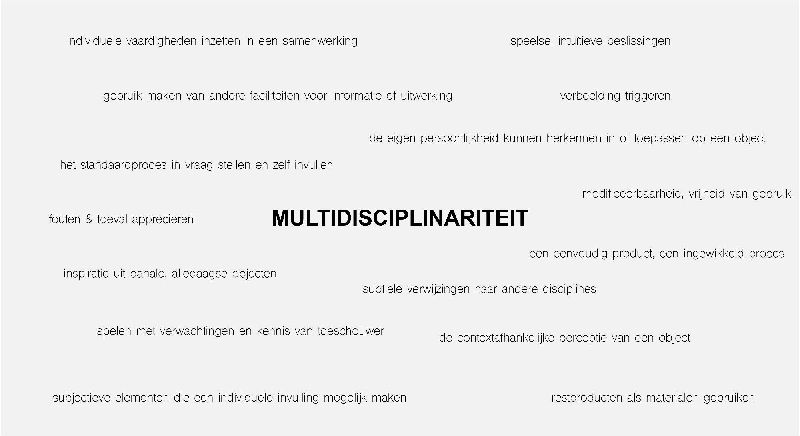 individuele vaardigheden inzetten in een samenwerking
speelse, intuïtieve beslissingen
gebruik maken van andere faciliteiten voor informatie of uitwerking
verbeelding triggeren
de eigen persoonlijkheid kunnen herkennen in of toepassen op een object
het standaardproces in vraag stellen en zelf invullen
modificeerbaarheid, vrijheid van gebruik
fouten & toeval appreciëren
MULTIDISCIPLINARITEIT
een eenvoudig product, een ingewikkeld proces
inspiratie uit banale, alledaagse objecten
subtiele verwijzingen naar andere disciplines
spelen met verwachtingen en kennis van toeschouwer
de contextafhankelijke perceptie van een object
subjectieve elementen die een individuele invulling mogelijk maken
restproducten als materialen gebruiken